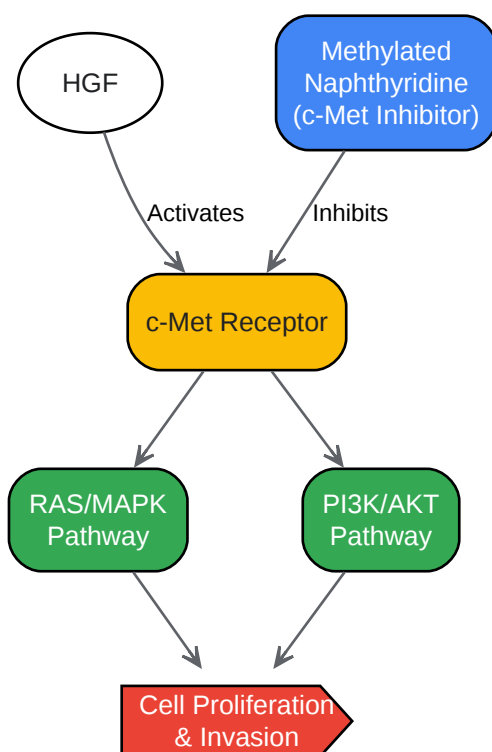 HGF
Methylated
Naphthyridine
(c-Met Inhibitor)
Activates
Inhibits
c-Met Receptor
RAS/MAPK
Pathway
PI3K/AKT
Pathway
Cell Proliferation
& Invasion